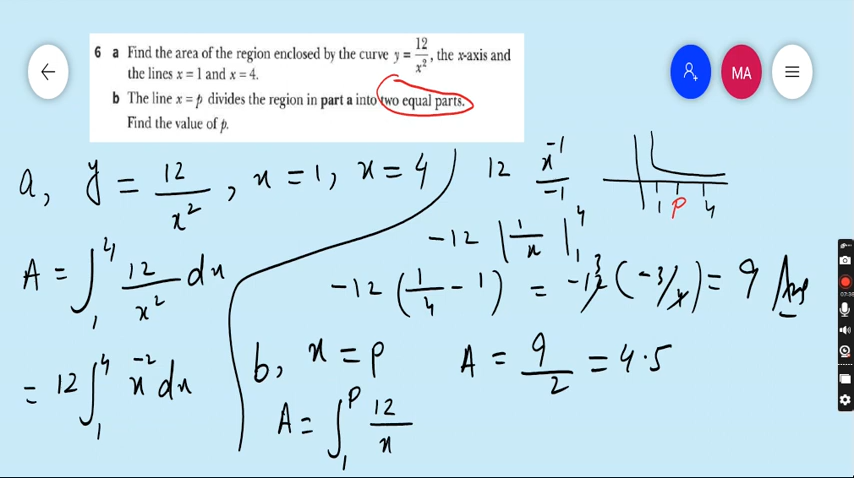 6 a Find the area of the region enclosed by the curve y = 12/x², the x-axis and
the lines x = 1 and x = 4.
b The line x = p divides the region in part a into two equal parts.
Find the value of p.
MA
a, y = 12/x², x = 1, x = 4
A = ∫₁⁴ 12/x² dx
= 12 ∫₁⁴ x⁻² dx
12 x⁻¹/-1
-12 |1/x|₁⁴
-12 (1/4 - 1) = -12 3 (-3/4) = 9 Ans
1 P 4
b, x = p
A = 9/2 = 4.5
A = ∫₁ᴾ 12/x